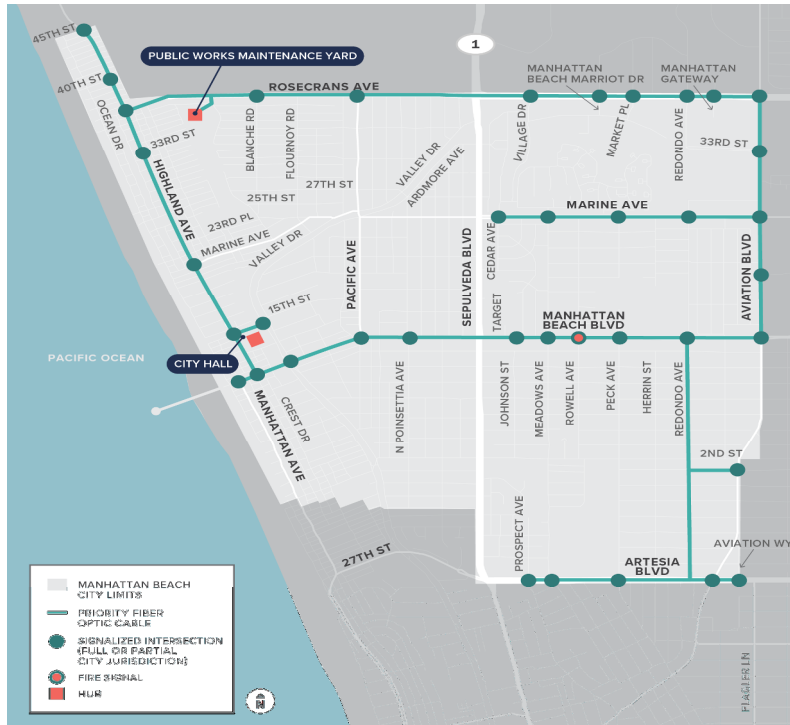 45TH ST
PUBLIC WORKS MAINTENANCE YARD
1
40TH ST
ROSECRANS AVE
MANHATTAN
BEACH MARRIOT DR
MANHATTAN
GATEWAY
OCEAN DR
33RD ST
BLANCHE RD
FLOURNOY RD
VILLAGE DR
MARKET PL
REDONDO AVE
33RD ST
HIGHLAND AVE
27TH ST
25TH ST
VALLEY DR
ARDMORE AVE
23RD PL
MARINE AVE
MARINE AVE
VALLEY DR
PACIFIC AVE
SEPULVEDA BLVD
CEDAR AVE
TARGET
AVIATION BLVD
15TH ST
MANHATTAN
BEACH BLVD
PACIFIC OCEAN
CITY HALL
MANHATTAN AVE
CREST DR
N POINSETTIA AVE
JOHNSON ST
MEADOWS AVE
ROWELL AVE
PECK AVE
HERRIN ST
REDONDO AVE
2ND ST
PROSPECT AVE
27TH ST
ARTESIA
BLVD
AVIATION WY
MANHATTAN BEACH
CITY LIMITS
PRIORITY FIBER
OPTIC CABLE
SIGNALIZED INTERSECTION
(FULL OR PARTIAL
CITY JURISDICTION)
FIRE SIGNAL
HUB
N
FLAGLER LN